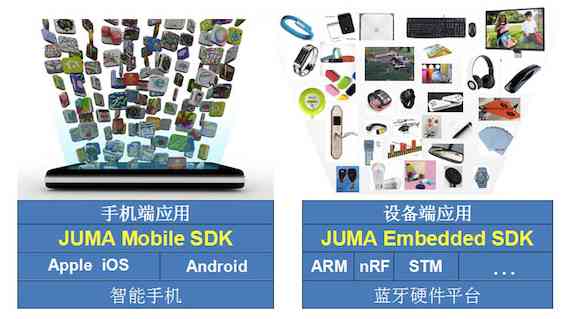 手机端应用
JUMA Mobile SDK
Apple iOS
Android
智能手机
设备端应用
JUMA Embedded SDK
ARM
nRF
STM
...
蓝牙硬件平台